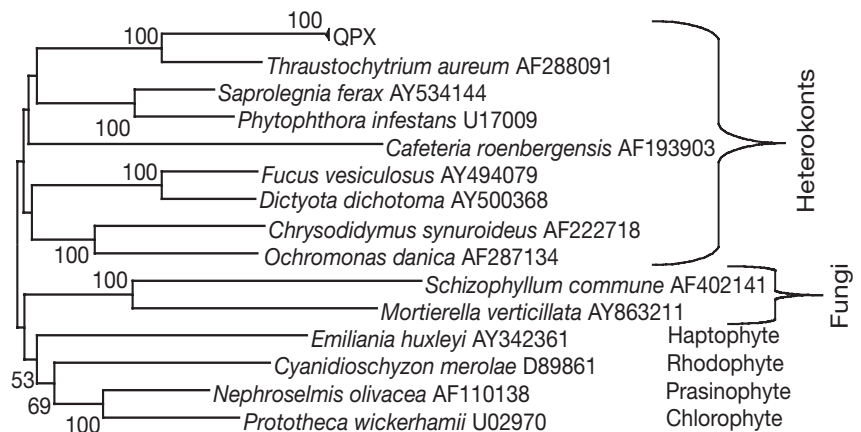 100
100
QPX
Thraustochytrium aureum AF288091
Saprolegnia ferax AY534144
100
Phytophthora infestans U17009
Cafeteria roenbergensis AF193903
100
Fucus vesiculosus AY494079
Dictyota dichotoma AY500368
Chrysodidymus synuroideus AF222718
100
Ochromonas danica AF287134
Heterokonts
100
Schizophyllum commune AF402141
Mortierella verticillata AY863211
Fungi
Emiliania huxleyi AY342361 Haptophyte
53
Cyanidioschyzon merolae D89861 Rhodophyte
69
Nephroselmis olivacea AF110138 Prasinophyte
100
Prototheca wickerhamii U02970 Chlorophyte